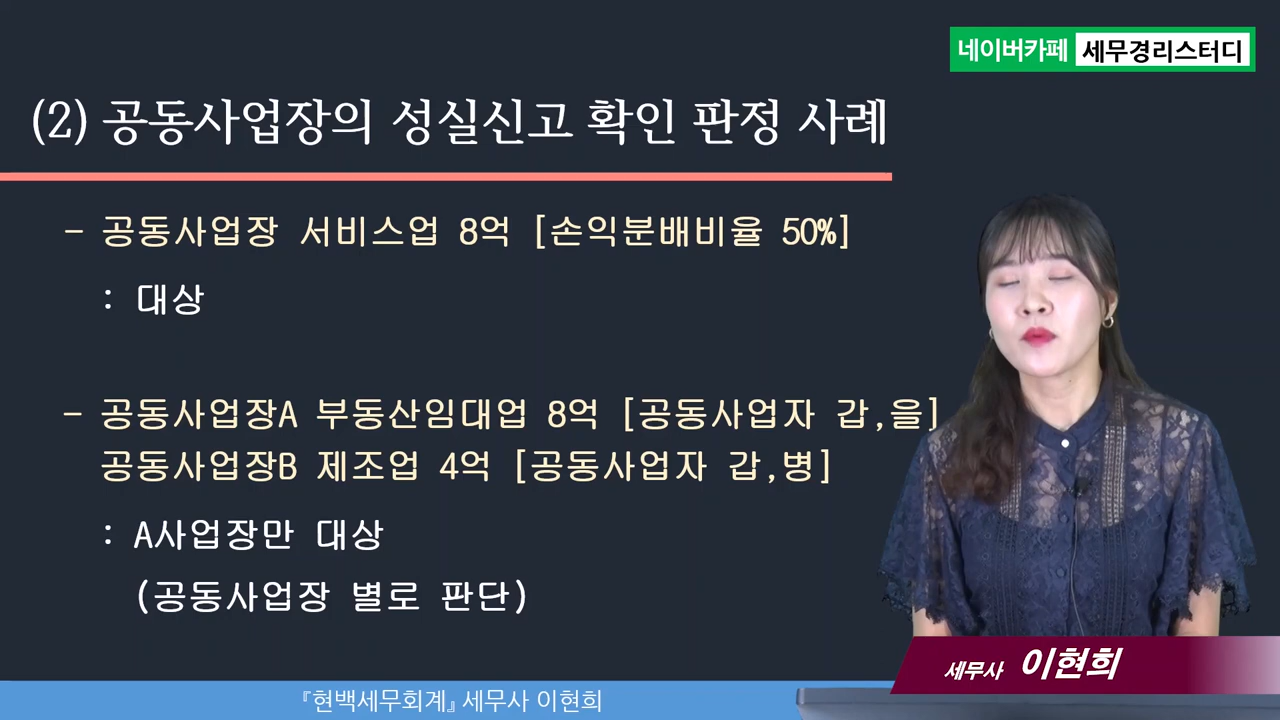 네이버카페 세무경리스터디
(2) 공동사업장의 성실신고 확인 판정 사례
- 공동사업장 서비스업 8억 [손익분배비율 50%]
: 대상
- 공동사업장A 부동산임대업 8억 [공동사업자 갑,을]
공동사업장B 제조업 4억 [공동사업자 갑,병]
: A사업장만 대상
(공동사업장 별로 판단)
세무사 이현희
『현백세무회계』 세무사 이현희